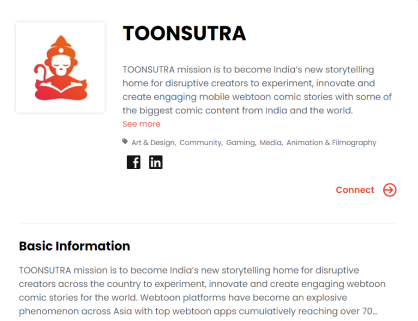 TOONSUTRA
TOONSUTRA mission is to become India's new storytelling
home for disruptive creators to experiment, innovate and
create engaging mobile webtoon comic stories with some of
the biggest comic content from India and the world.
See more
Art & Design, Community, Gaming, Media, Animation & Filmography
Connect
Basic Information
TOONSUTRA mission is to become India's new storytelling home for disruptive
creators across the country to experiment, innovate and create engaging webtoon
comic stories for the world. Webtoon platforms have become an explosive
phenomenon across Asia with top webtoon apps cumulatively reaching over 70...